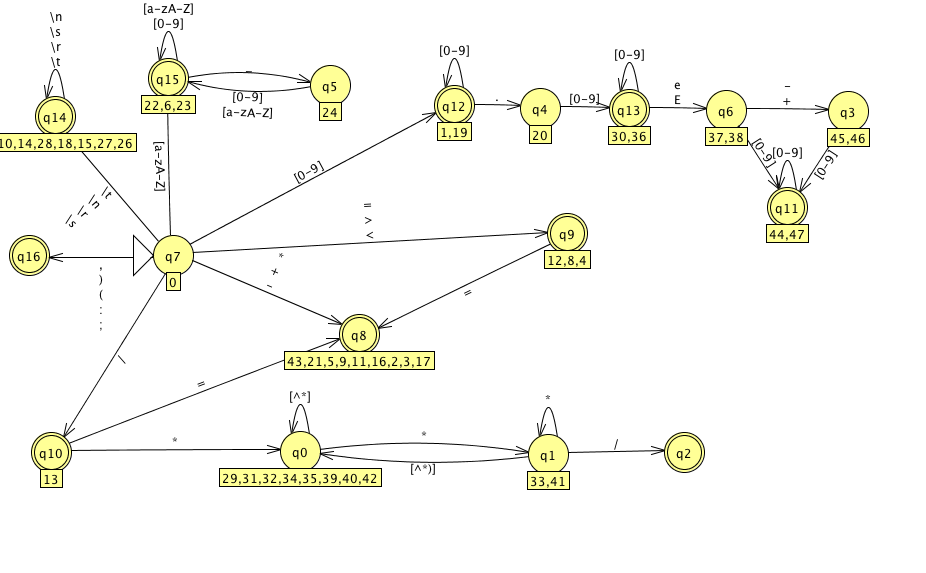 \n
\s
\r
\t
[a-zA-Z]
[0-9]
q15
22,6,23
_
[0-9]
[a-zA-Z]
q5
24
q14
10,14,28,18,15,27,26
[0-9]
q12
1,19
.
q4
20
[0-9]
[0-9]
q13
30,36
e
E
q6
37,38
-
+
q3
45,46
[0-9]
[0-9]
[0-9]
q11
44,47
[a-zA-Z]
[0-9]
\t
\n
\r
\s
q16
,
)
(
:
;
q7
0
=
>
<
q9
12,8,4
*
+
-
=
q8
43,21,5,9,11,16,2,3,17
/
=
q10
13
*
[^*]
q0
29,31,32,34,35,39,40,42
*
[^*)]
*
q1
33,41
/
q2